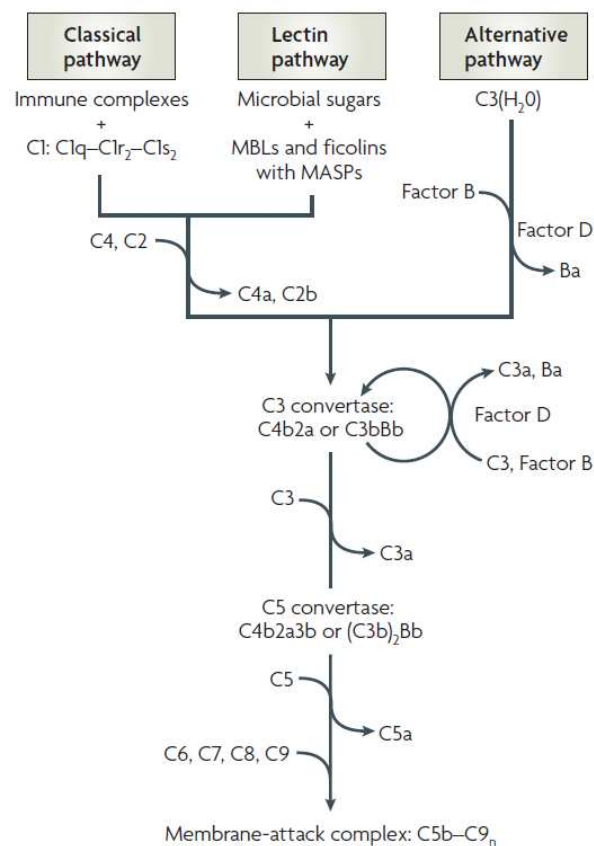 Classical
pathway
Lectin
pathway
Alternative
pathway
Immune complexes
+
C1: C1q–C1r₂–C1s₂
Microbial sugars
+
MBLs and ficolins
with MASPs
C3(H₂0)
Factor B
Factor D
Ba
C4, C2
C4a, C2b
C3 convertase:
C4b2a or C3bBb
C3a, Ba
Factor D
C3, Factor B
C3
C3a
C5 convertase:
C4b2a3b or (C3b)₂Bb
C5
C5a
C6, C7, C8, C9
Membrane-attack complex: C5b–C9ₙ